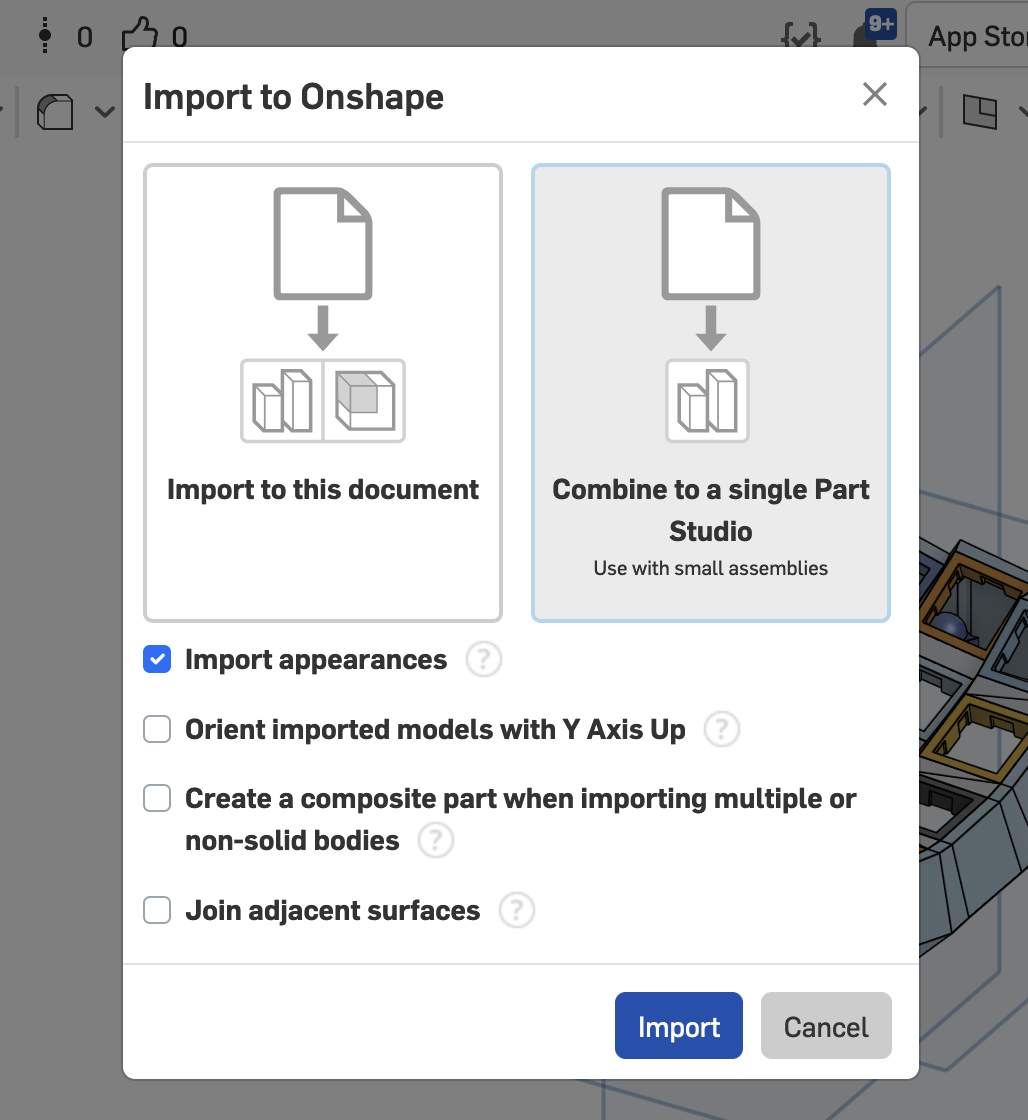 0
0
9+
App Stor
Import to Onshape
Import to this document
Combine to a single Part
Studio
Use with small assemblies
Import appearances ?
Orient imported models with Y Axis Up ?
Create a composite part when importing multiple or
non-solid bodies ?
Join adjacent surfaces ?
Import
Cancel